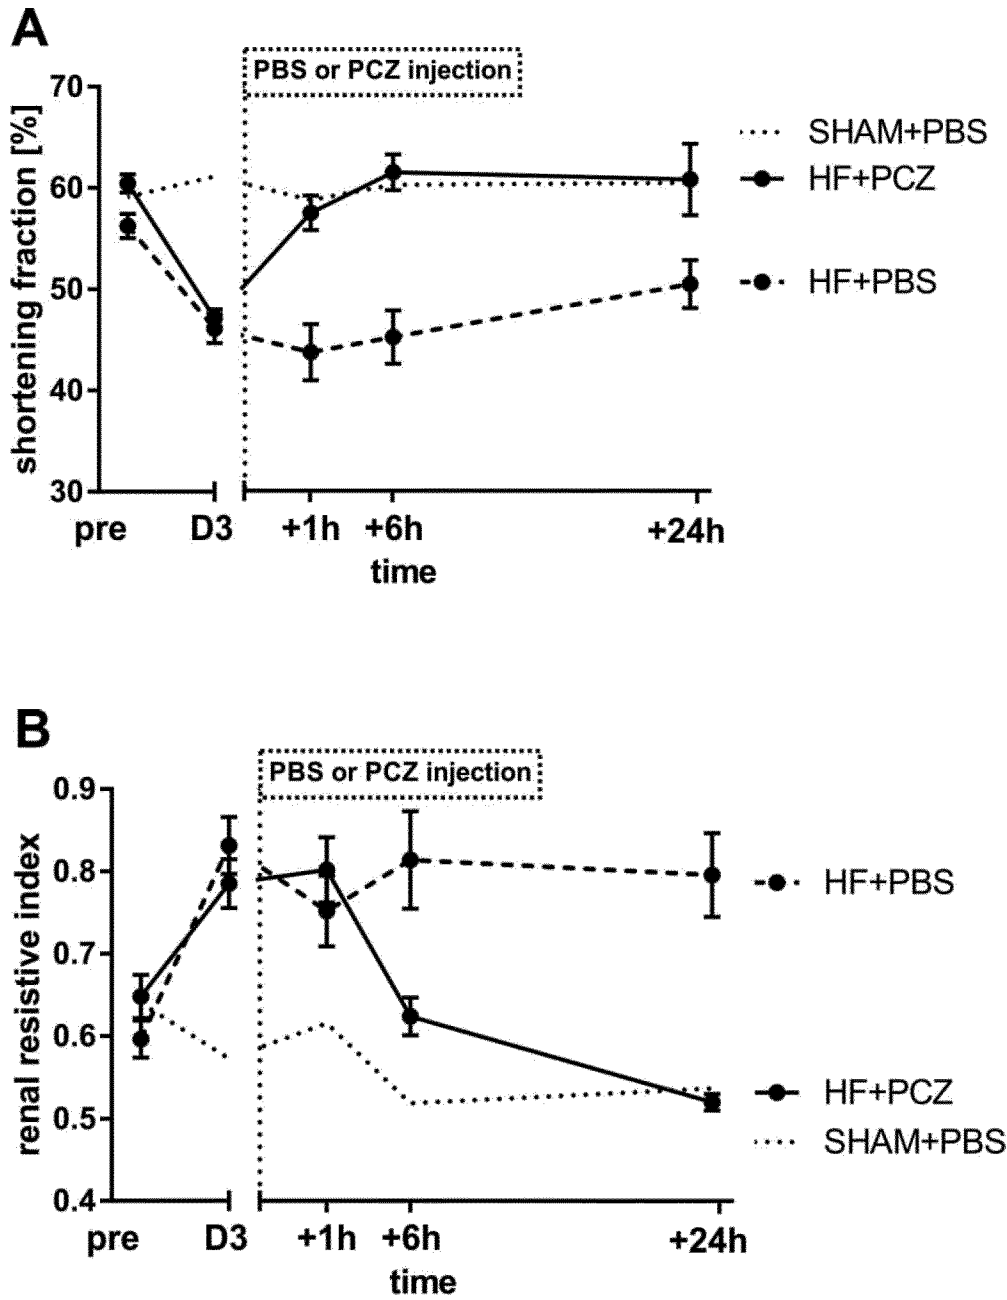 A
PBS or PCZ injection
70
60
50
40
30
shortening fraction [%]
SHAM+PBS
HF+PCZ
HF+PBS
pre D3 +1h +6h +24h
time
B
PBS or PCZ injection
0.9
0.8
0.7
0.6
0.5
0.4
renal resistive index
HF+PBS
HF+PCZ
SHAM+PBS
pre D3 +1h +6h +24h
time